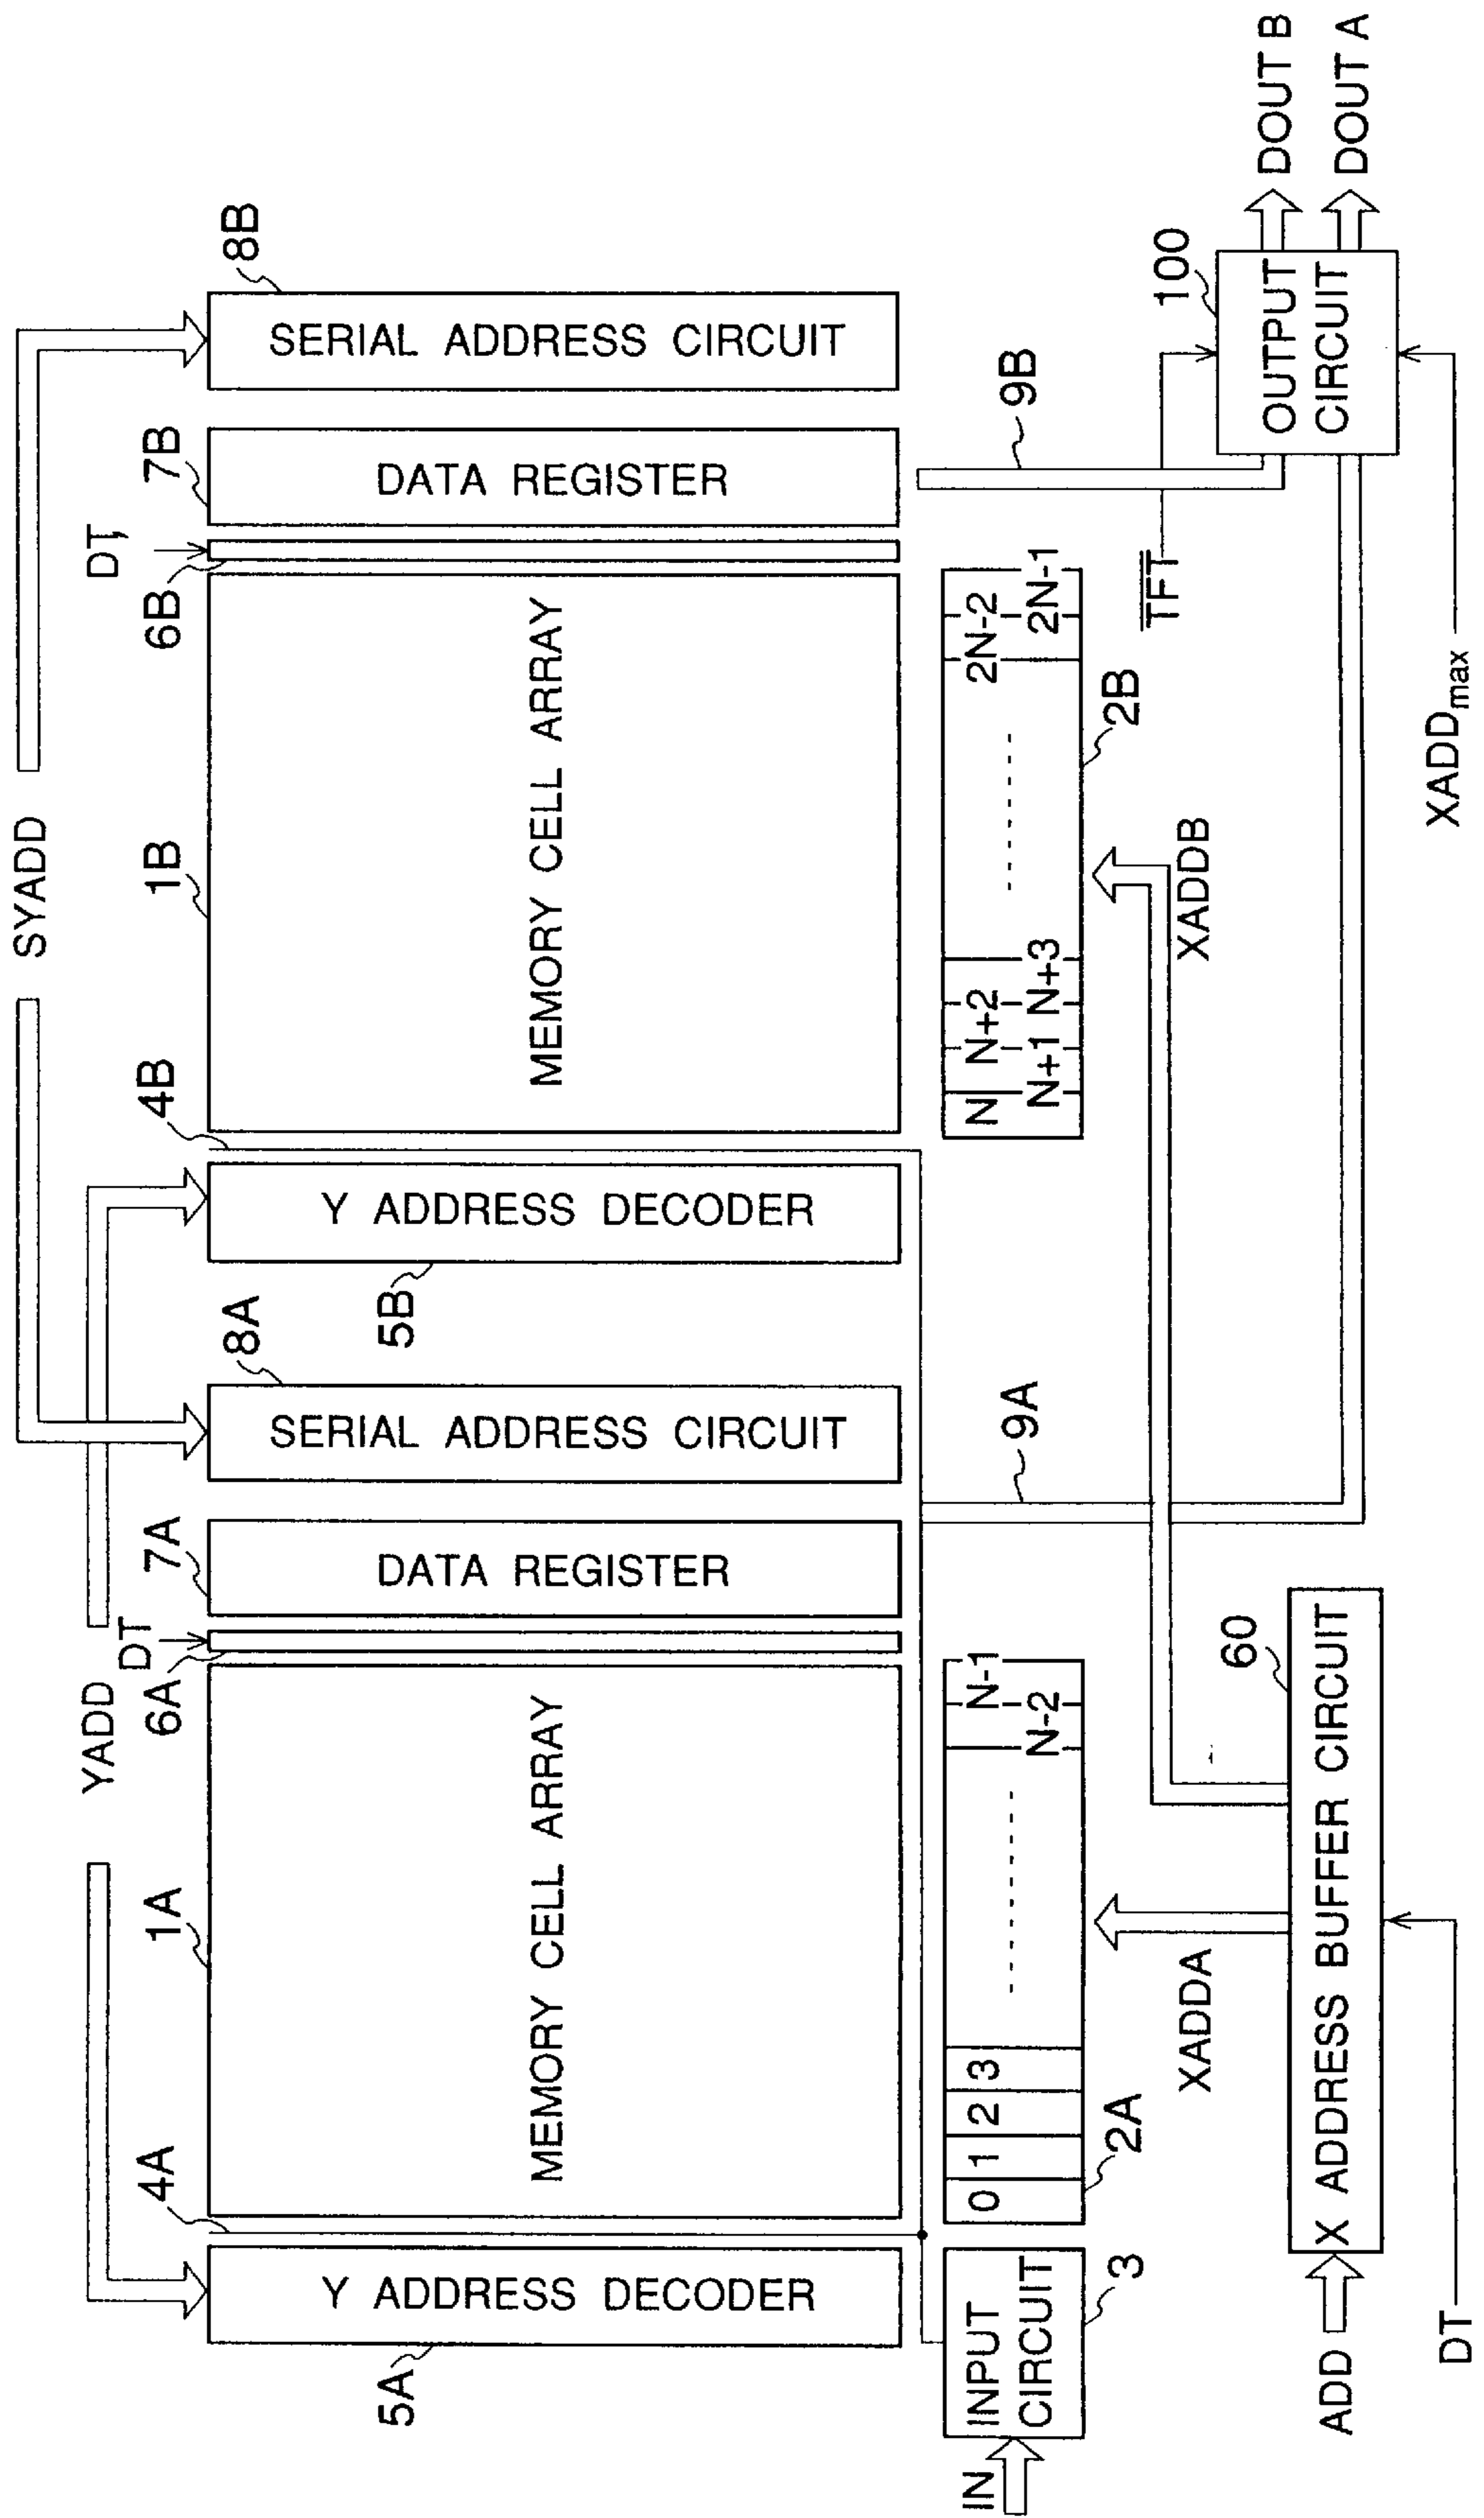 SYADD
YADD
DT
DT,
4A
1A
6A
7A
8A
4B
1B
6B
7B
8B
Y ADDRESS DECODER
MEMORY CELL ARRAY
DATA REGISTER
SERIAL ADDRESS CIRCUIT
Y ADDRESS DECODER
MEMORY CELL ARRAY
DATA REGISTER
SERIAL ADDRESS CIRCUIT
5A
5B
IN
INPUT
CIRCUIT
3
0 1 2 3
N-2
N-1
2A
N
N+1
N+2
N+3
2N-2
2N-1
2B
9A
9B
XADDA
XADDB
TFT
100
OUTPUT
CIRCUIT
DOUT B
DOUT A
60
ADD
X ADDRESS BUFFER CIRCUIT
DT
XADDmax